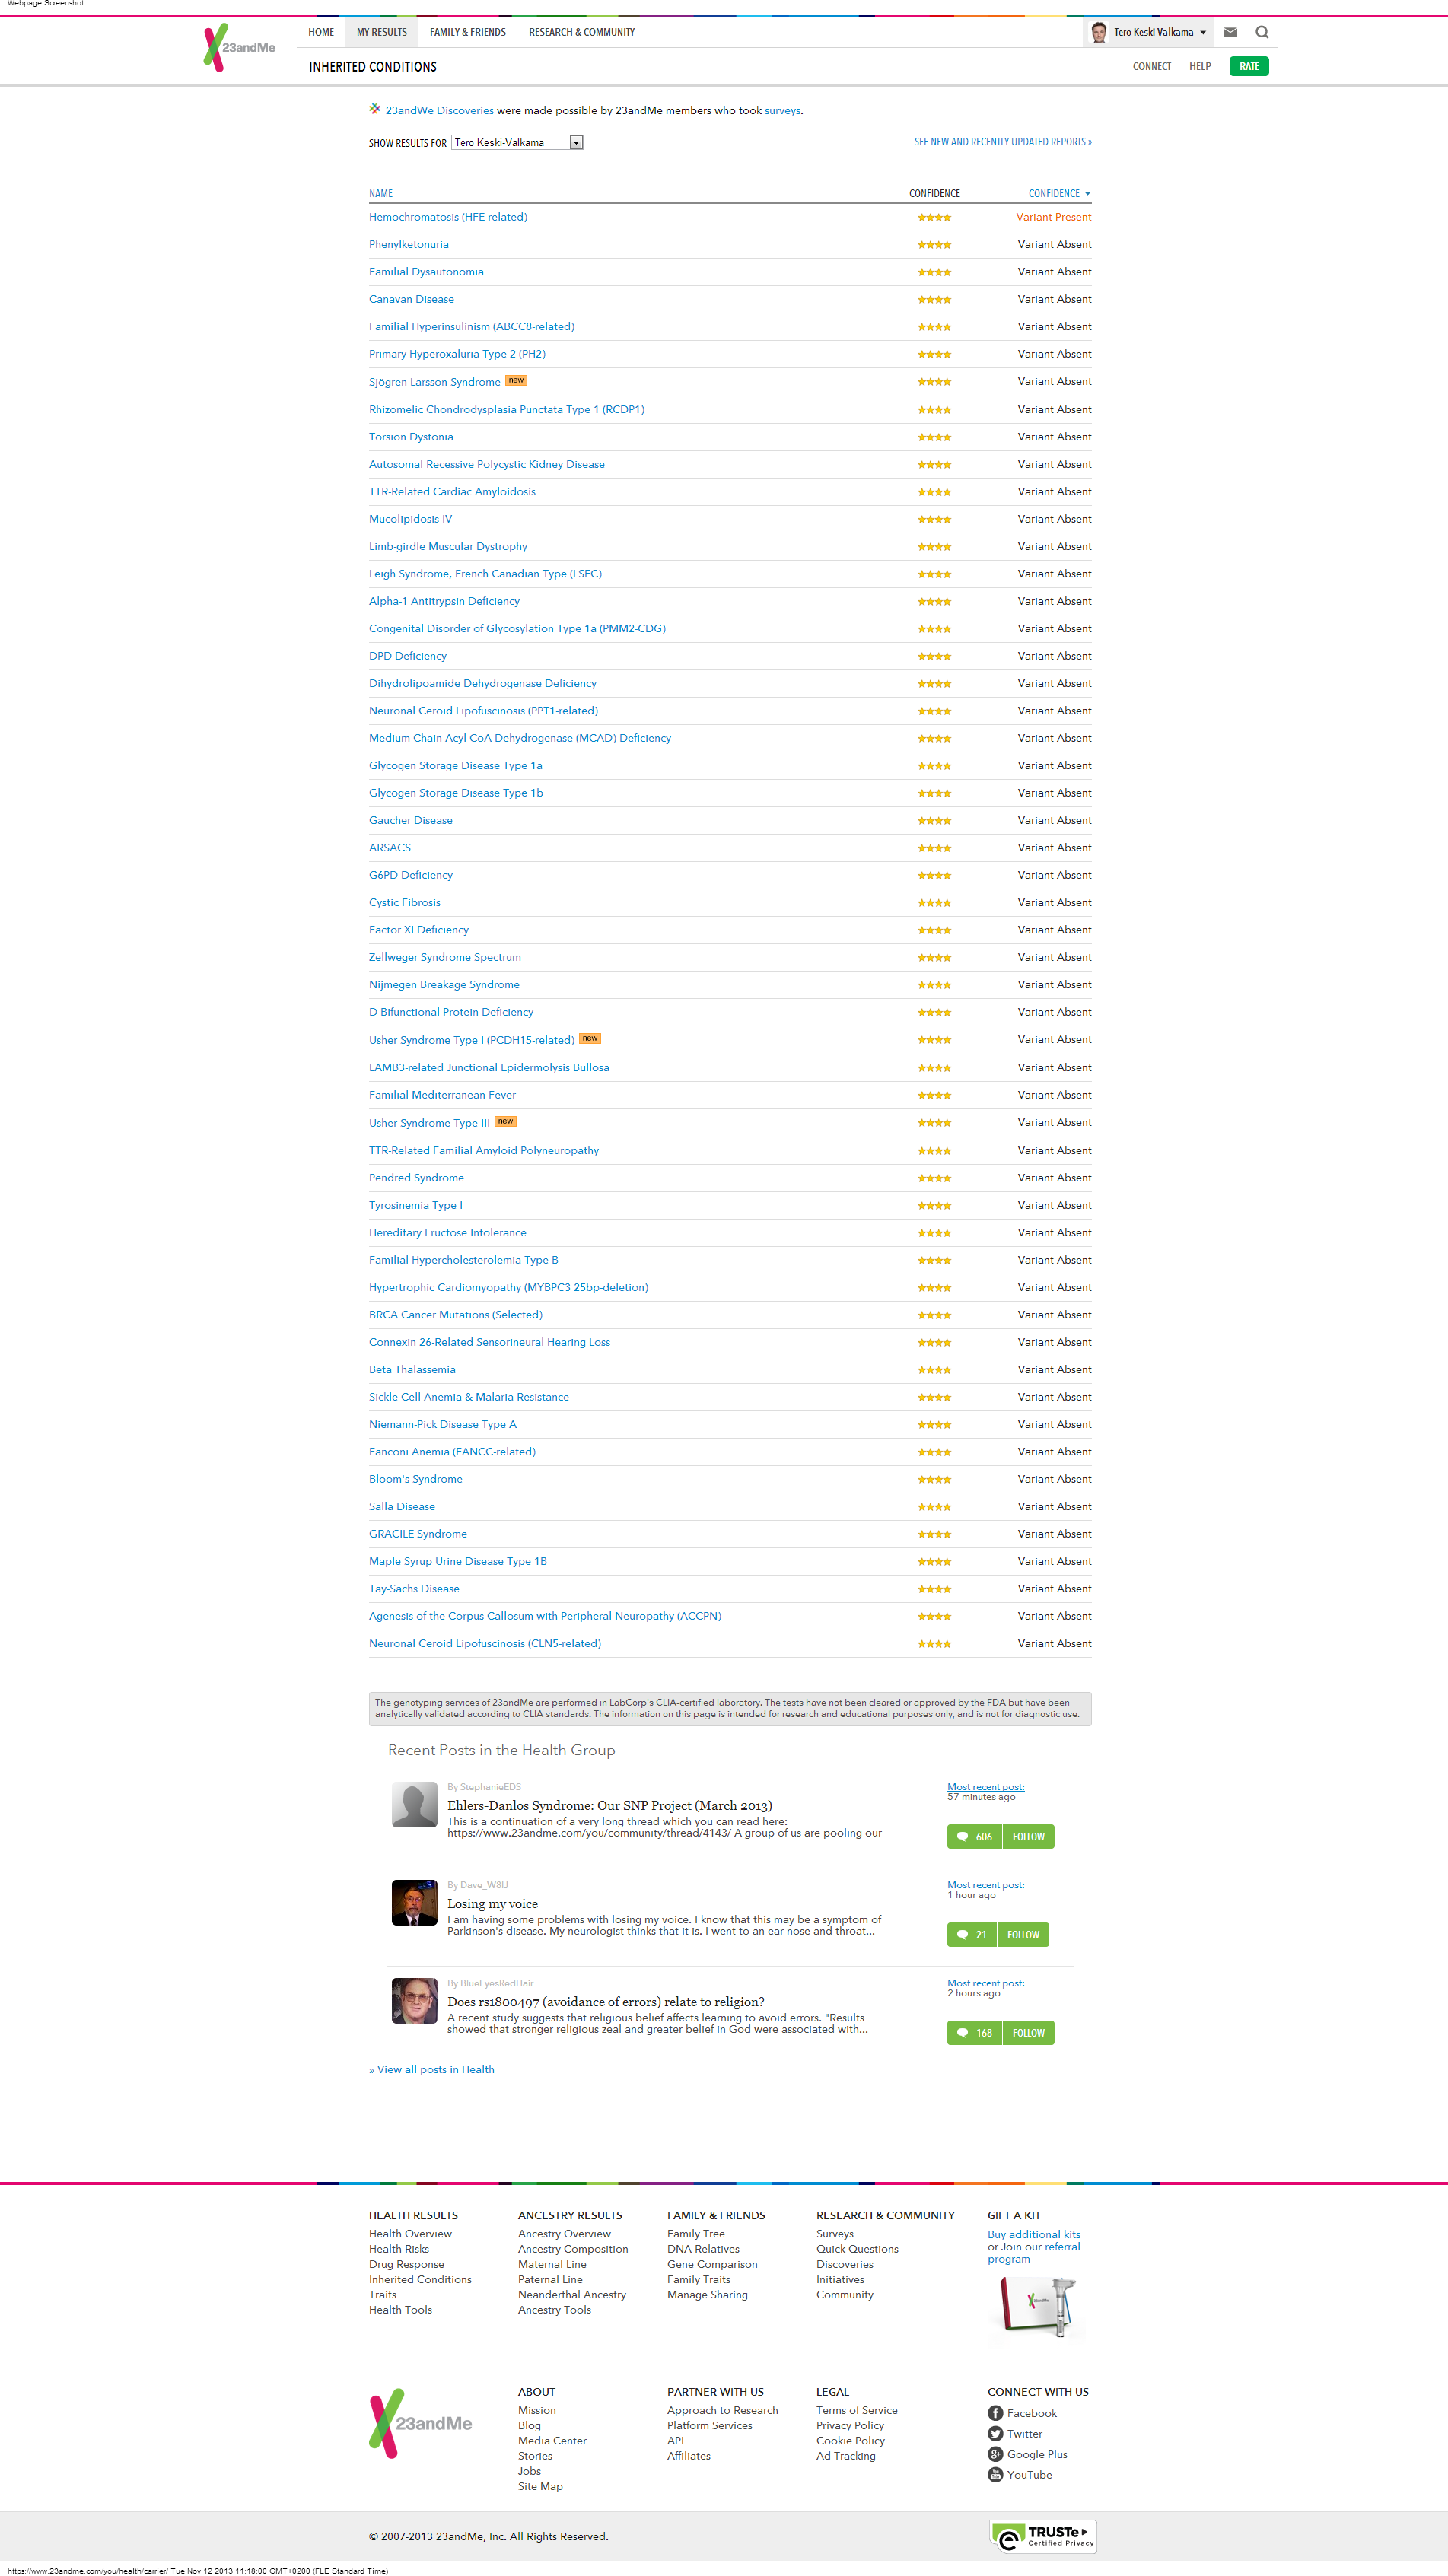 Webpage Screenshot
23andMe
HOME
MY RESULTS
FAMILY & FRIENDS
RESEARCH & COMMUNITY
Tero Keski-Valkama
INHERITED CONDITIONS
CONNECT
HELP
RATE
23andWe Discoveries were made possible by 23andMe members who took surveys.
SHOW RESULTS FOR Tero Keski-Valkama
SEE NEW AND RECENTLY UPDATED REPORTS »
NAME CONFIDENCE CONFIDENCE
Hemochromatosis (HFE-related) Variant Present
Phenylketonuria Variant Absent
Familial Dysautonomia Variant Absent
Canavan Disease Variant Absent
Familial Hyperinsulinism (ABCC8-related) Variant Absent
Primary Hyperoxaluria Type 2 (PH2) Variant Absent
Sjögren-Larsson Syndrome new Variant Absent
Rhizomelic Chondrodysplasia Punctata Type 1 (RCDP1) Variant Absent
Torsion Dystonia Variant Absent
Autosomal Recessive Polycystic Kidney Disease Variant Absent
TTR-Related Cardiac Amyloidosis Variant Absent
Mucolipidosis IV Variant Absent
Limb-girdle Muscular Dystrophy Variant Absent
Leigh Syndrome, French Canadian Type (LSFC) Variant Absent
Alpha-1 Antitrypsin Deficiency Variant Absent
Congenital Disorder of Glycosylation Type 1a (PMM2-CDG) Variant Absent
DPD Deficiency Variant Absent
Dihydrolipoamide Dehydrogenase Deficiency Variant Absent
Neuronal Ceroid Lipofuscinosis (PPT1-related) Variant Absent
Medium-Chain Acyl-CoA Dehydrogenase (MCAD) Deficiency Variant Absent
Glycogen Storage Disease Type 1a Variant Absent
Glycogen Storage Disease Type 1b Variant Absent
Gaucher Disease Variant Absent
ARSACS Variant Absent
G6PD Deficiency Variant Absent
Cystic Fibrosis Variant Absent
Factor XI Deficiency Variant Absent
Zellweger Syndrome Spectrum Variant Absent
Nijmegen Breakage Syndrome Variant Absent
D-Bifunctional Protein Deficiency Variant Absent
Usher Syndrome Type I (PCDH15-related) new Variant Absent
LAMB3-related Junctional Epidermolysis Bullosa Variant Absent
Familial Mediterranean Fever Variant Absent
Usher Syndrome Type III new Variant Absent
TTR-Related Familial Amyloid Polyneuropathy Variant Absent
Pendred Syndrome Variant Absent
Tyrosinemia Type I Variant Absent
Hereditary Fructose Intolerance Variant Absent
Familial Hypercholesterolemia Type B Variant Absent
Hypertrophic Cardiomyopathy (MYBPC3 25bp-deletion) Variant Absent
BRCA Cancer Mutations (Selected) Variant Absent
Connexin 26-Related Sensorineural Hearing Loss Variant Absent
Beta Thalassemia Variant Absent
Sickle Cell Anemia & Malaria Resistance Variant Absent
Niemann-Pick Disease Type A Variant Absent
Fanconi Anemia (FANCC-related) Variant Absent
Bloom's Syndrome Variant Absent
Salla Disease Variant Absent
GRACILE Syndrome Variant Absent
Maple Syrup Urine Disease Type 1B Variant Absent
Tay-Sachs Disease Variant Absent
Agenesis of the Corpus Callosum with Peripheral Neuropathy (ACCPN) Variant Absent
Neuronal Ceroid Lipofuscinosis (CLN5-related) Variant Absent
The genotyping services of 23andMe are performed in LabCorp's CLIA-certified laboratory. The tests have not been cleared or approved by the FDA but have been
analytically validated according to CLIA standards. The information on this page is intended for research and educational purposes only, and is not for diagnostic use.
Recent Posts in the Health Group
By StephanieEDS
Ehlers-Danlos Syndrome: Our SNP Project (March 2013)
This is a continuation of a very long thread which you can read here:
https://www.23andme.com/you/community/thread/4143/ A group of us are pooling our
Most recent post:
57 minutes ago
606 FOLLOW
By Dave_W8IJ
Losing my voice
I am having some problems with losing my voice. I know that this may be a symptom of
Parkinson's disease. My neurologist thinks that it is. I went to an ear nose and throat...
Most recent post:
1 hour ago
21 FOLLOW
By BlueEyesRedHair
Does rs1800497 (avoidance of errors) relate to religion?
A recent study suggests that religious belief affects learning to avoid errors. "Results
showed that stronger religious zeal and greater belief in God were associated with...
Most recent post:
2 hours ago
168 FOLLOW
» View all posts in Health
HEALTH RESULTS
Health Overview
Health Risks
Drug Response
Inherited Conditions
Traits
Health Tools
ANCESTRY RESULTS
Ancestry Overview
Ancestry Composition
Maternal Line
Paternal Line
Neanderthal Ancestry
Ancestry Tools
FAMILY & FRIENDS
Family Tree
DNA Relatives
Gene Comparison
Family Traits
Manage Sharing
RESEARCH & COMMUNITY
Surveys
Quick Questions
Discoveries
Initiatives
Community
GIFT A KIT
Buy additional kits
or Join our referral
program
23andMe
23andMe
ABOUT
Mission
Blog
Media Center
Stories
Jobs
Site Map
PARTNER WITH US
Approach to Research
Platform Services
API
Affiliates
LEGAL
Terms of Service
Privacy Policy
Cookie Policy
Ad Tracking
CONNECT WITH US
Facebook
Twitter
Google Plus
YouTube
© 2007-2013 23andMe, Inc. All Rights Reserved.
TRUSTe
Certified Privacy
https://www.23andme.com/you/health/carrier/ Tue Nov 12 2013 11:18:00 GMT+0200 (FLE Standard Time)